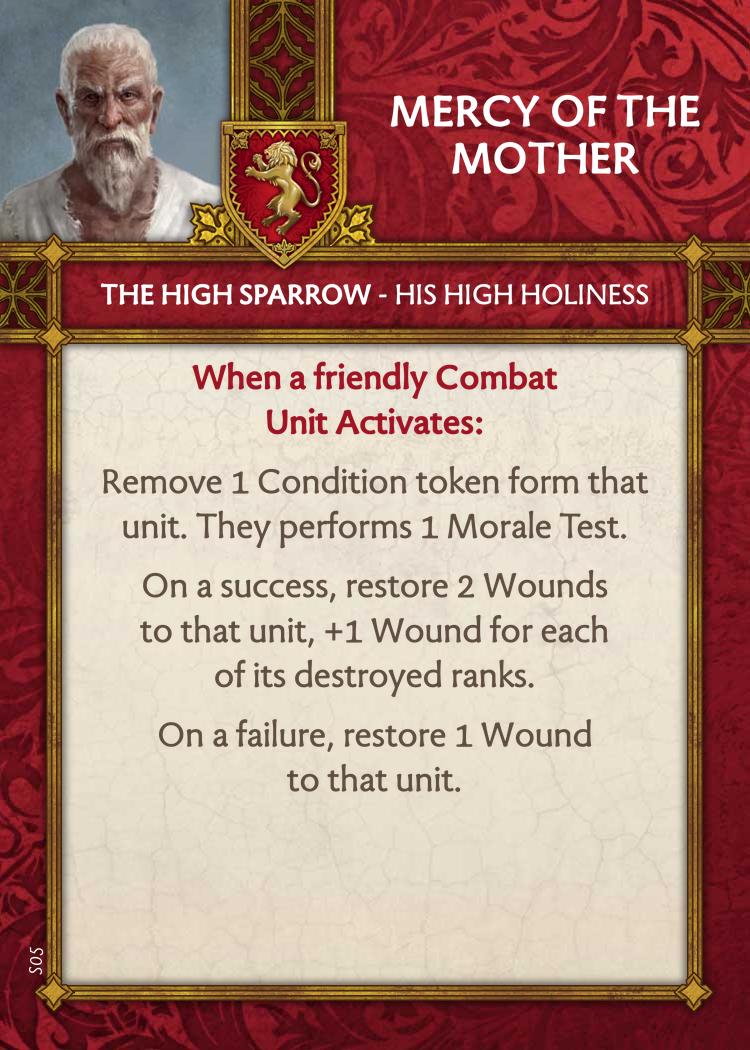 MERCY OF THE
MOTHER
THE HIGH SPARROW - HIS HIGH HOLINESS
When a friendly Combat
Unit Activates:
Remove 1 Condition token form that
unit. They performs 1 Morale Test.
On a success, restore 2 Wounds
to that unit, +1 Wound for each
of its destroyed ranks.
On a failure, restore 1 Wound
to that unit.
S05